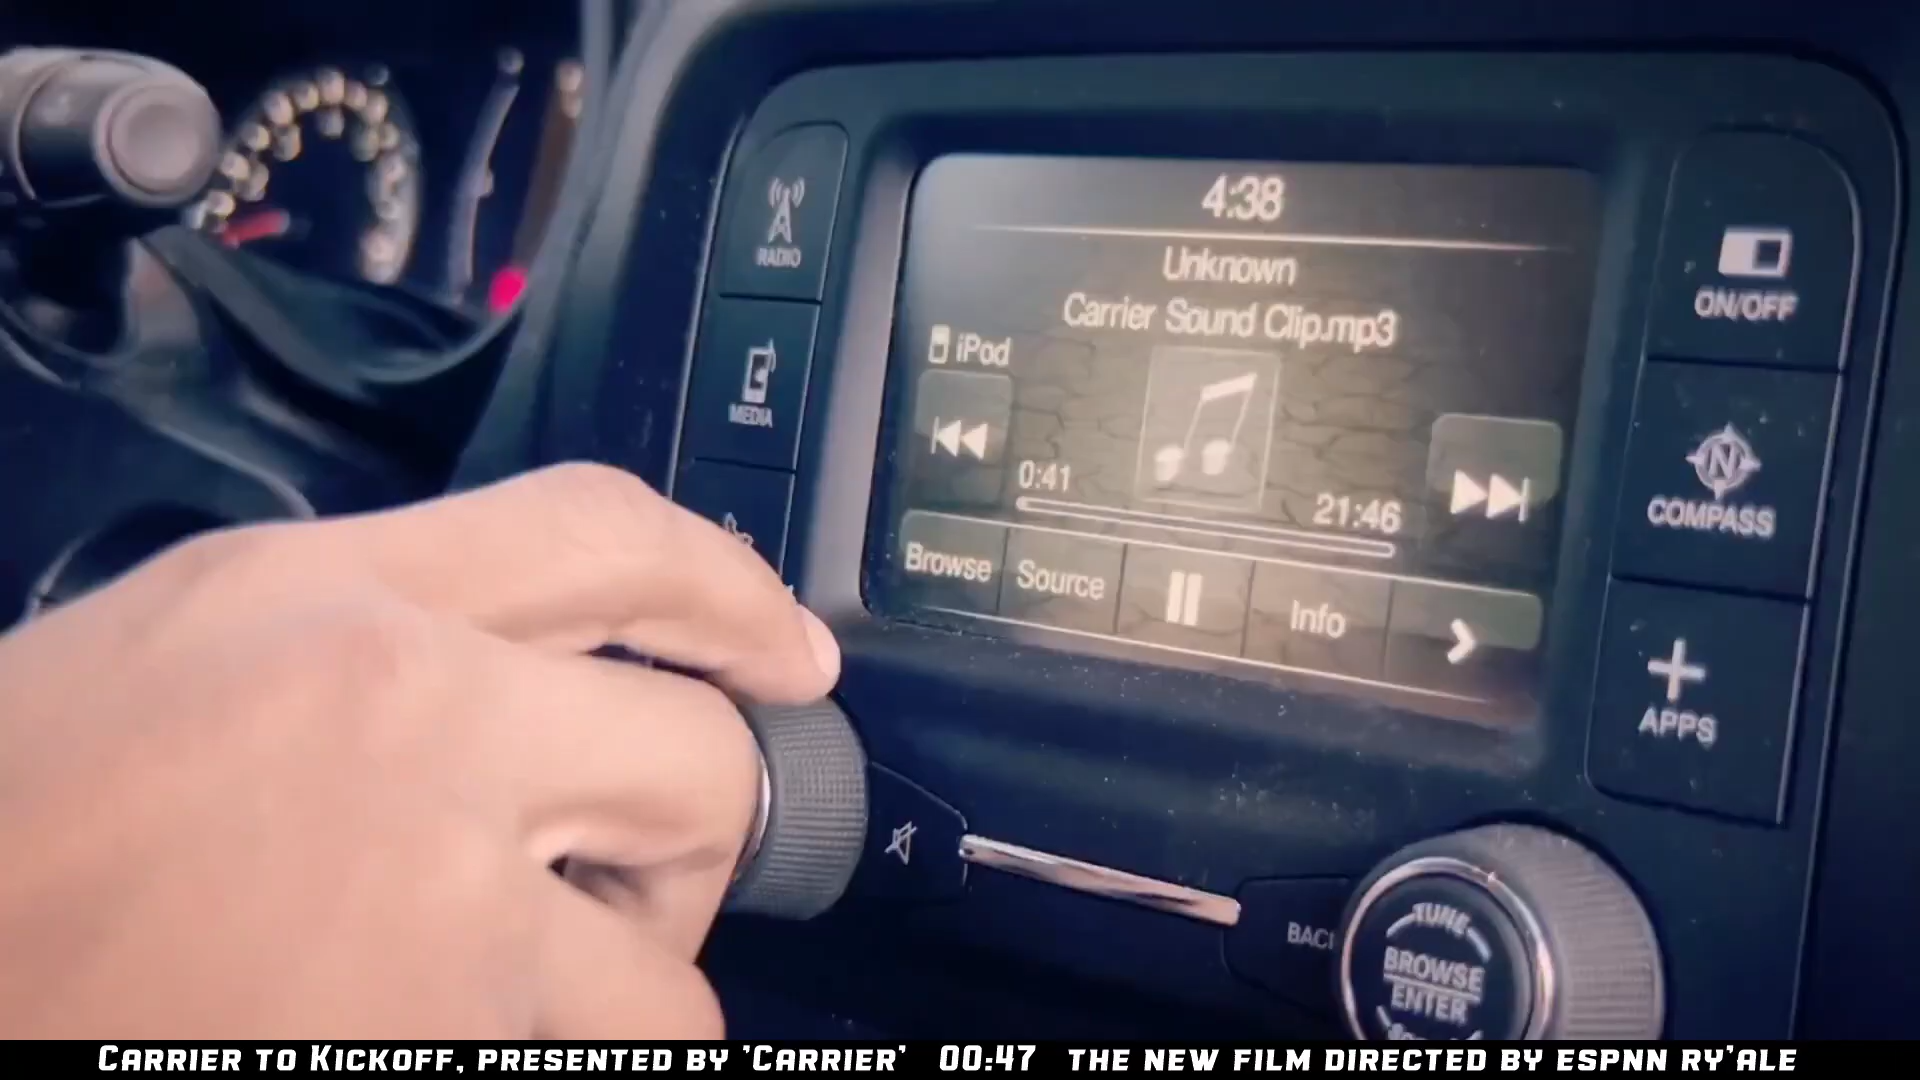 4:38
Unknown
Carrier Sound Clip.mp3
iPod
0:41
21:46
Browse
Source
Info
RADIO
MEDIA
ON/OFF
N
COMPASS
APPS
BACK
TUNE
BROWSE
ENTER
CARRIER TO KICKOFF, PRESENTED BY 'CARRIER' 00:47 THE NEW FILM DIRECTED BY ESPNN RY'ALE